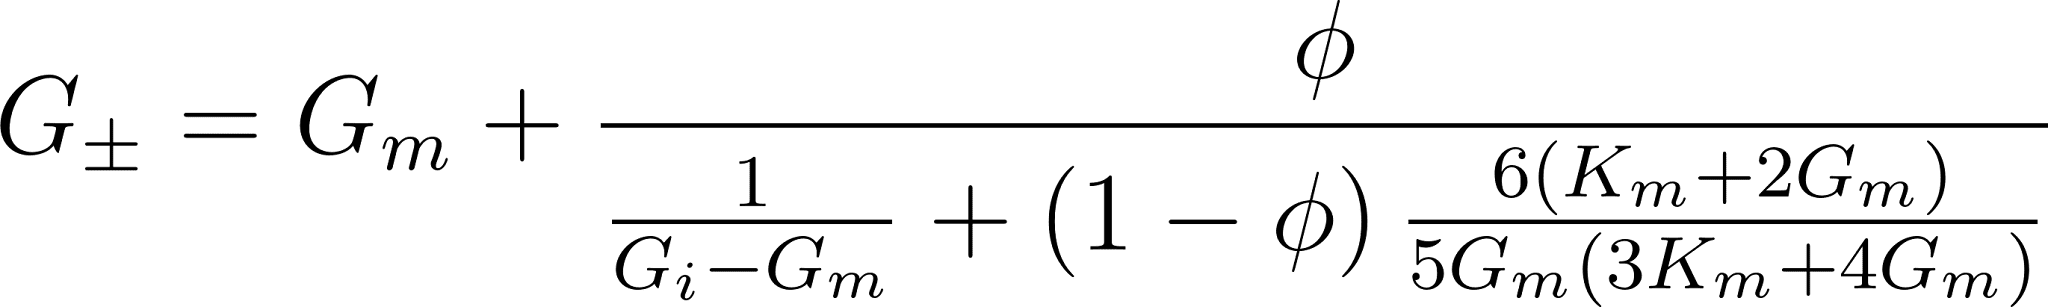 G_{\pm} = G_m + \frac{\phi}{\frac{1}{G_i - G_m} + (1 - \phi) \frac{6(K_m + 2G_m)}{5G_m(3K_m + 4G_m)}}